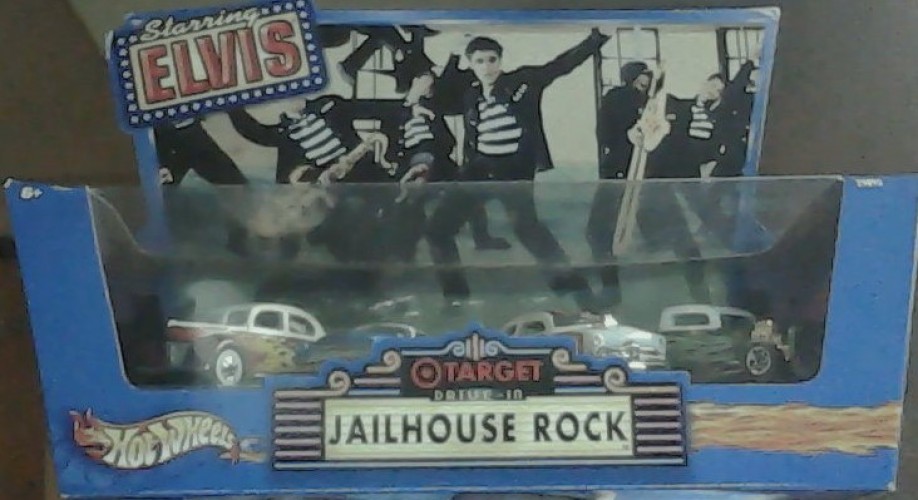 Starring
ELVIS
6+
TARGET
DRIVE-IN
JAILHOUSE ROCK
Hot Wheels